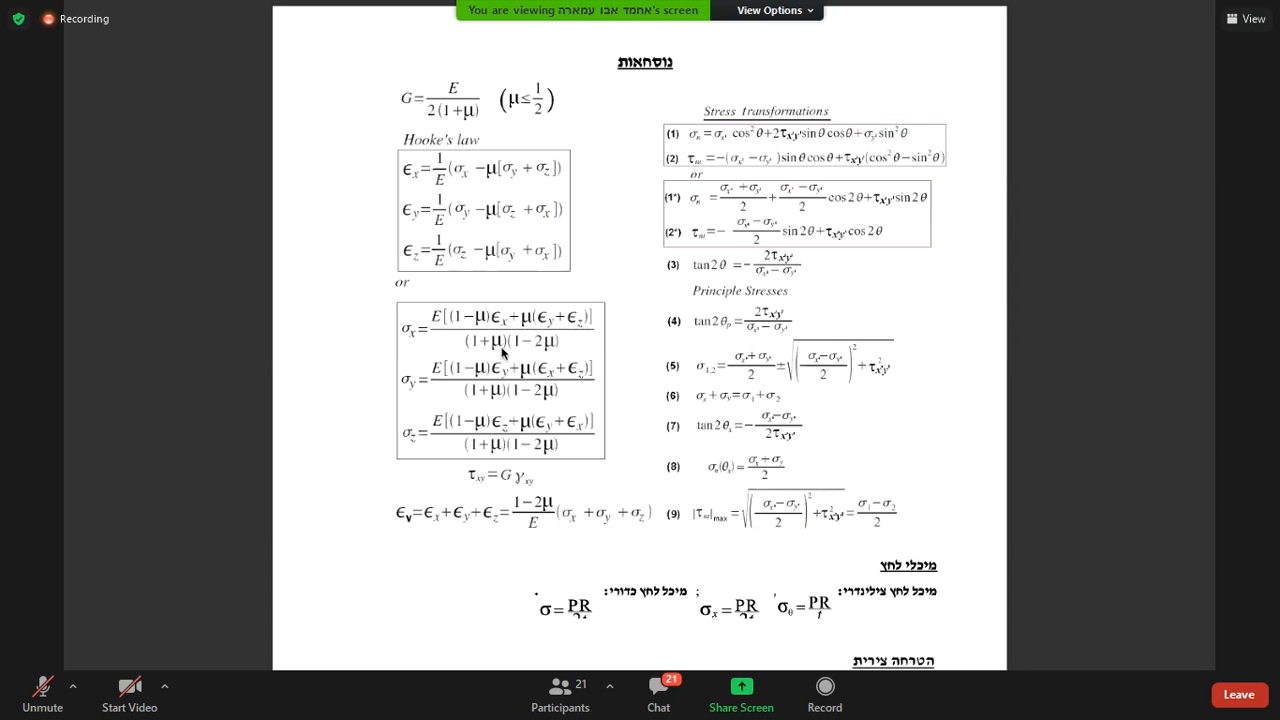 Recording
You are viewing אחמד אבו עמארה's screen
View Options
View
נוסחאות
G = E / 2(1+μ) (μ ≤ 1/2)
Hooke's law
ϵx = 1/E (σx − μ[σy + σz])
ϵy = 1/E (σy − μ[σz + σx])
ϵz = 1/E (σz − μ[σy + σx])
or
σx = E[(1−μ)ϵx + μ(ϵy + ϵz)] / (1+μ)(1−2μ)
σy = E[(1−μ)ϵy + μ(ϵx + ϵz)] / (1+μ)(1−2μ)
σz = E[(1−μ)ϵz + μ(ϵy + ϵx)] / (1+μ)(1−2μ)
τxy = G γxy
ϵv = ϵx + ϵy + ϵz = (1−2μ)/E (σx + σy + σz)
Stress transformations
(1) σn = σx' cos²θ + 2τx'y' sinθ cosθ + σy' sin²θ
(2) = −(σx' − σy') sinθ cosθ + τx'y' (cos²θ − sin²θ)
or
(1*) σn = (σx' + σy')/2 + (σx' − σy')/2 cos2θ + τx'y' sin2θ
(2*) = − (σx' − σy')/2 sin2θ + τx'y' cos2θ
(3) tan2θ = − 2τx'y' / (σx' − σy')
Principle Stresses
(4) tan2θp = 2τx'y' / (σx' − σy')
(5) σ1,2 = (σx' + σy')/2 ± √(((σx' − σy')/2)² + τ²x'y')
(6) σx + σy = σ1 + σ2
(7) tan2θs = − (σx' − σy') / 2τx'y'
(8) σn(θs) = (σx + σy)/2
(9) max = √(((σx' − σy')/2)² + τ²x'y') = (σ1 − σ2)/2
מיכלי לחץ
מיכל לחץ צילינדרי: σθ = PR/t , σx = PR/2t ; מיכל לחץ כדורי: σ = PR/2t .
הטרחה צירית
Unmute
Start Video
21
Participants
21
Chat
Share Screen
Record
Leave